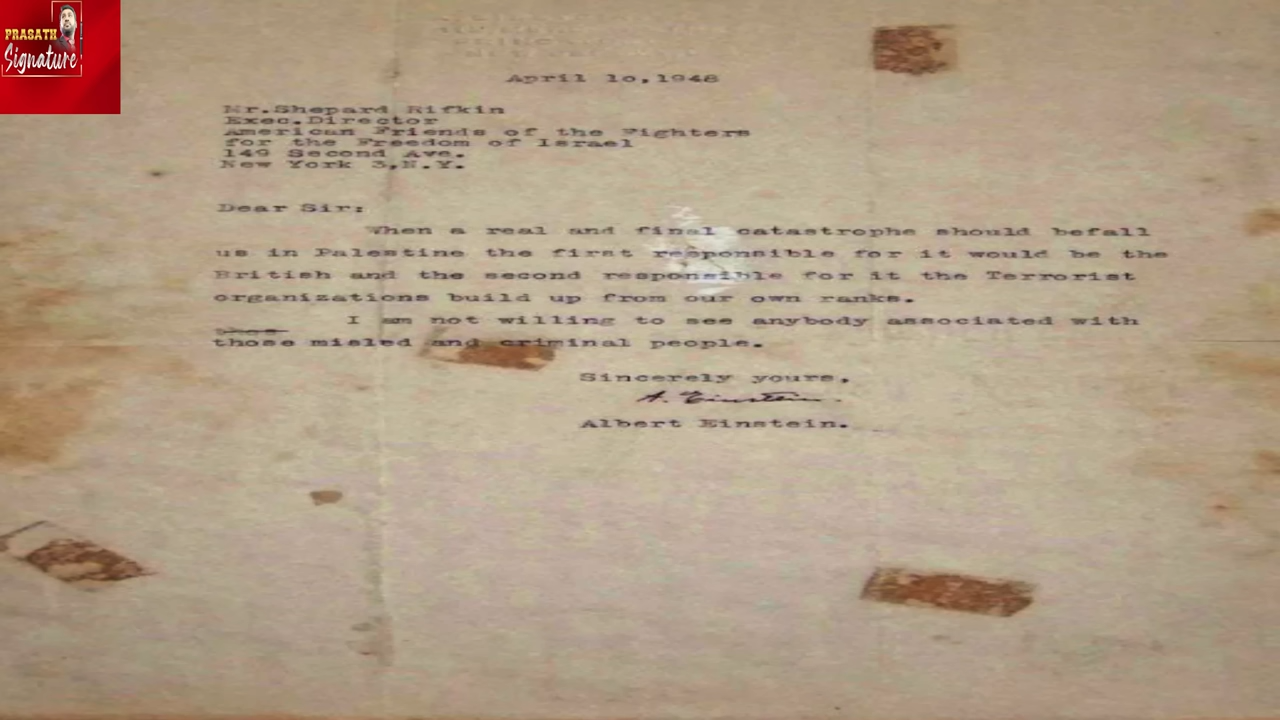 PRASATH
Signature
April 10,1948
Mr.Shepard Rifkin
Exec.Director
American Friends of the Fighters
for the Freedom of Israel
149 Second Ave.
New York 3,N.Y.
Dear Sir:
When a real and final catastrophe should befall
us in Palestine the first responsible for it would be the
British and the second responsible for it the Terrorist
organizations build up from our own ranks.
I am not willing to see anybody associated with
those misled and criminal people.
Sincerely yours,
A. Einstein.
Albert Einstein.